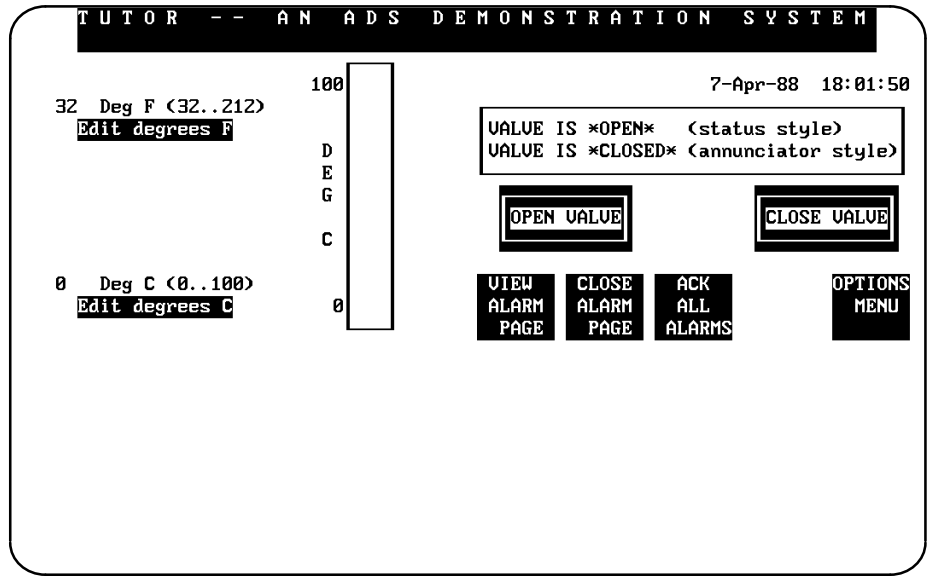 TUTOR -- AN ADS DEMONSTRATION SYSTEM
7-Apr-88 18:01:50
32 Deg F (32..212)
Edit degrees F
0 Deg C (0..100)
Edit degrees C
100
DEG C
0
VALVE IS *OPEN* (status style)
VALVE IS *CLOSED* (annunciator style)
OPEN VALVE
CLOSE VALVE
VIEW
ALARM
PAGE
CLOSE
ALARM
PAGE
ACK
ALL
ALARMS
OPTIONS
MENU